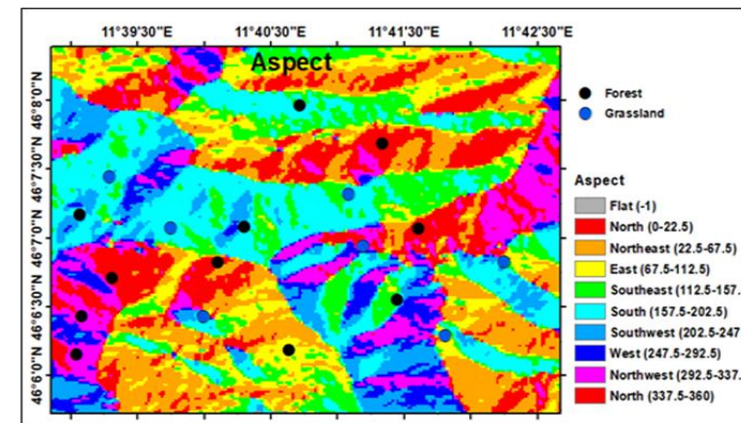 11°39'30"E 11°40'30"E 11°41'30"E 11°42'30"E
Aspect
46°8'0"N
46°7'30"N
46°7'0"N
46°6'30"N
46°6'0"N
Forest
Grassland
Aspect
Flat (-1)
North (0-22.5)
Northeast (22.5-67.5)
East (67.5-112.5)
Southeast (112.5-157.
South (157.5-202.5)
Southwest (202.5-247
West (247.5-292.5)
Northwest (292.5-337.
North (337.5-360)